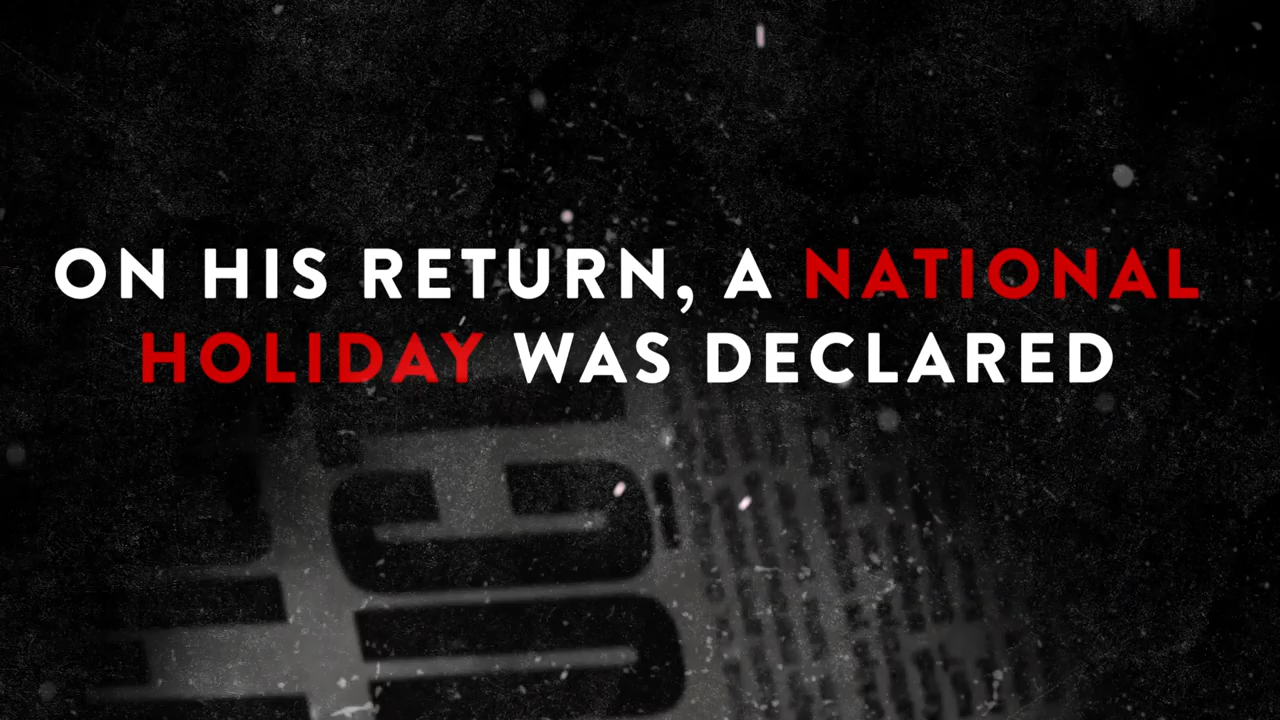 ON HIS RETURN, A NATIONAL
HOLIDAY WAS DECLARED